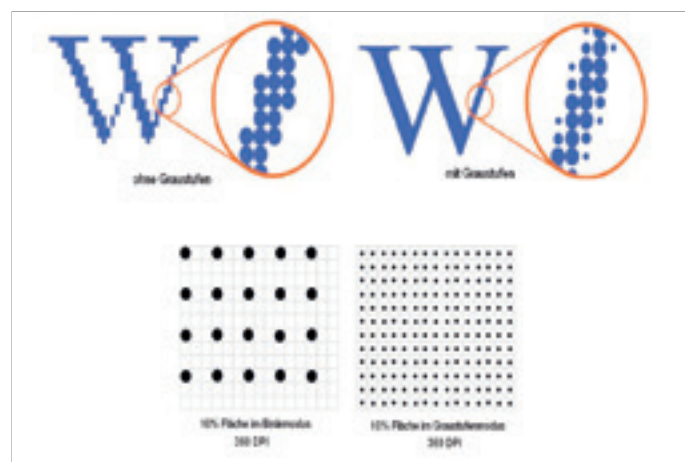 W
W
ohne Graustufen
mit Graustufen
10% Fläche im Binärmodus
360 DPI
10% Fläche im Graustufenmodus
360 DPI